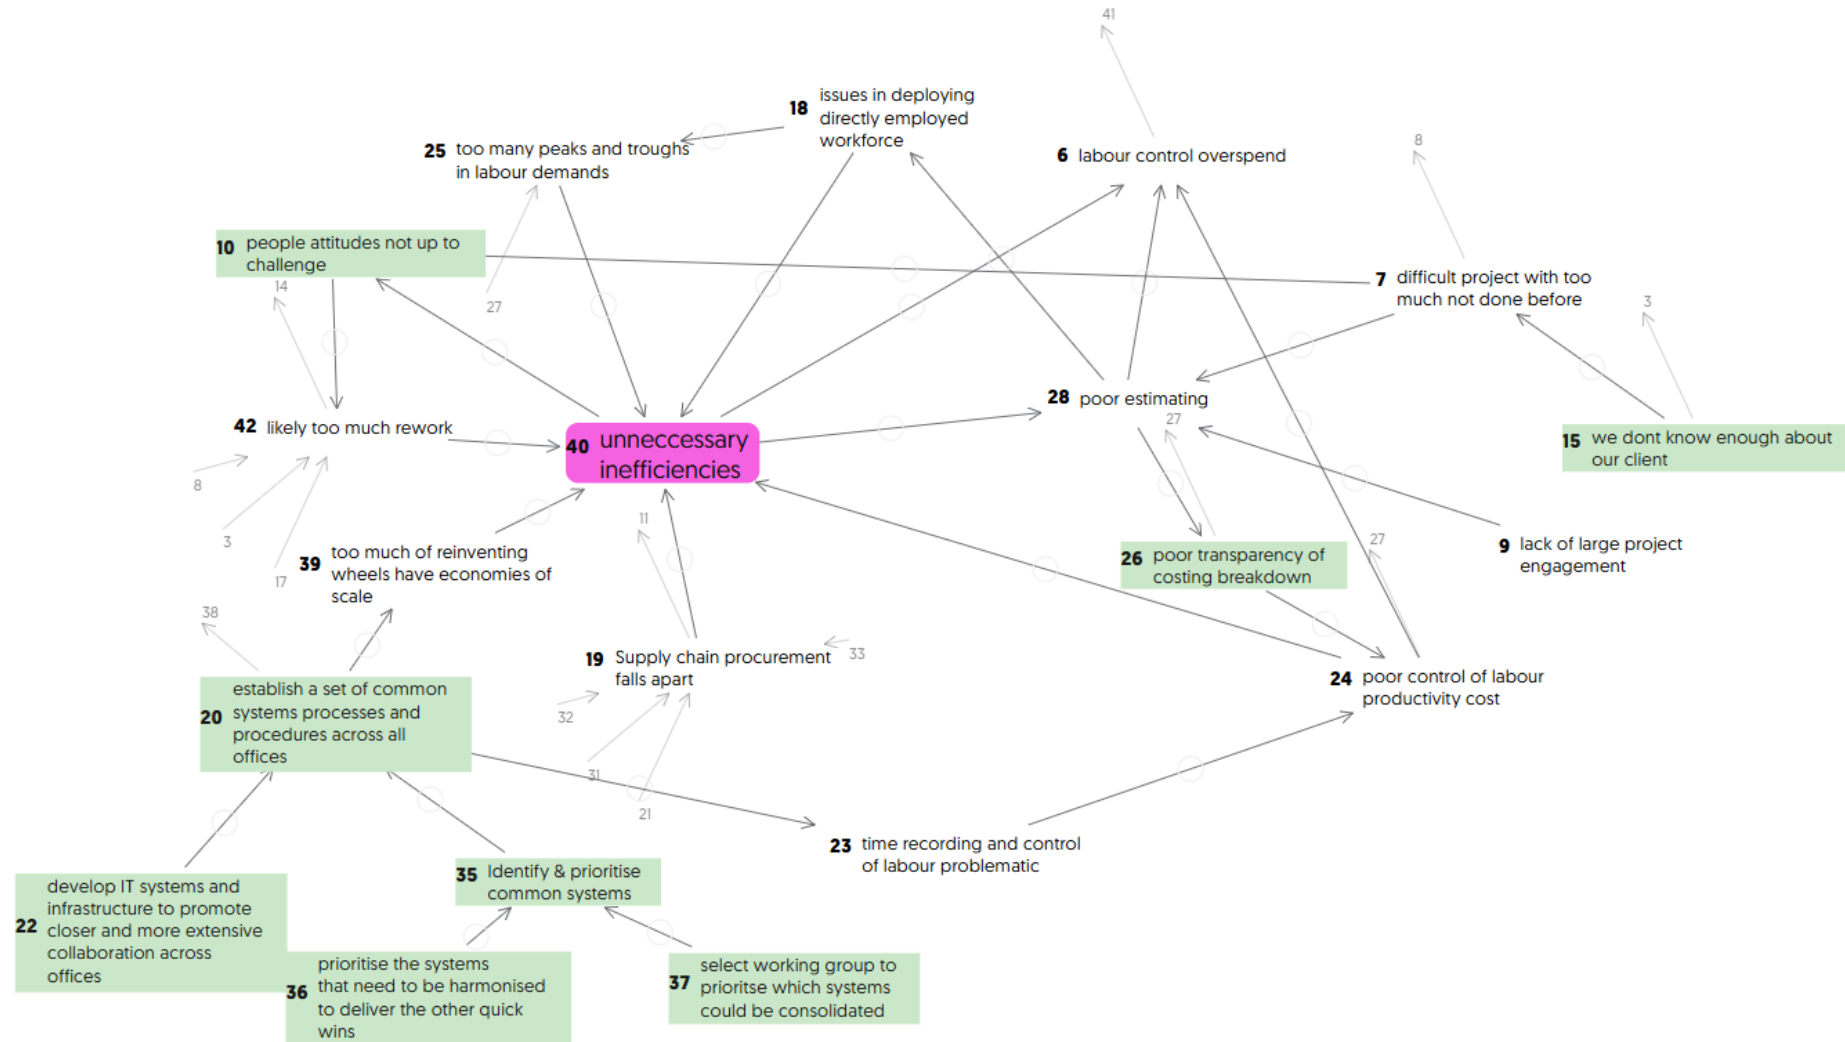 41
18 issues in deploying
directly employed
workforce
25 too many peaks and troughs
in labour demands
6 labour control overspend
8
10 people attitudes not up to
challenge
14
27
7 difficult project with too
much not done before
3
42 likely too much rework
40 unneccessary
inefficiencies
28 poor estimating
27
15 we dont know enough about
our client
8
3
17
39 too much of reinventing
wheels have economies of
scale
11
26 poor transparency of
costing breakdown
27
9 lack of large project
engagement
38
19 Supply chain procurement
falls apart
33
32
31
21
24 poor control of labour
productivity cost
20 establish a set of common
systems processes and
procedures across all
offices
23 time recording and control
of labour problematic
22 develop IT systems and
infrastructure to promote
closer and more extensive
collaboration across
offices
35 Identify & prioritise
common systems
36 prioritise the systems
that need to be harmonised
to deliver the other quick
wins
37 select working group to
prioritse which systems
could be consolidated